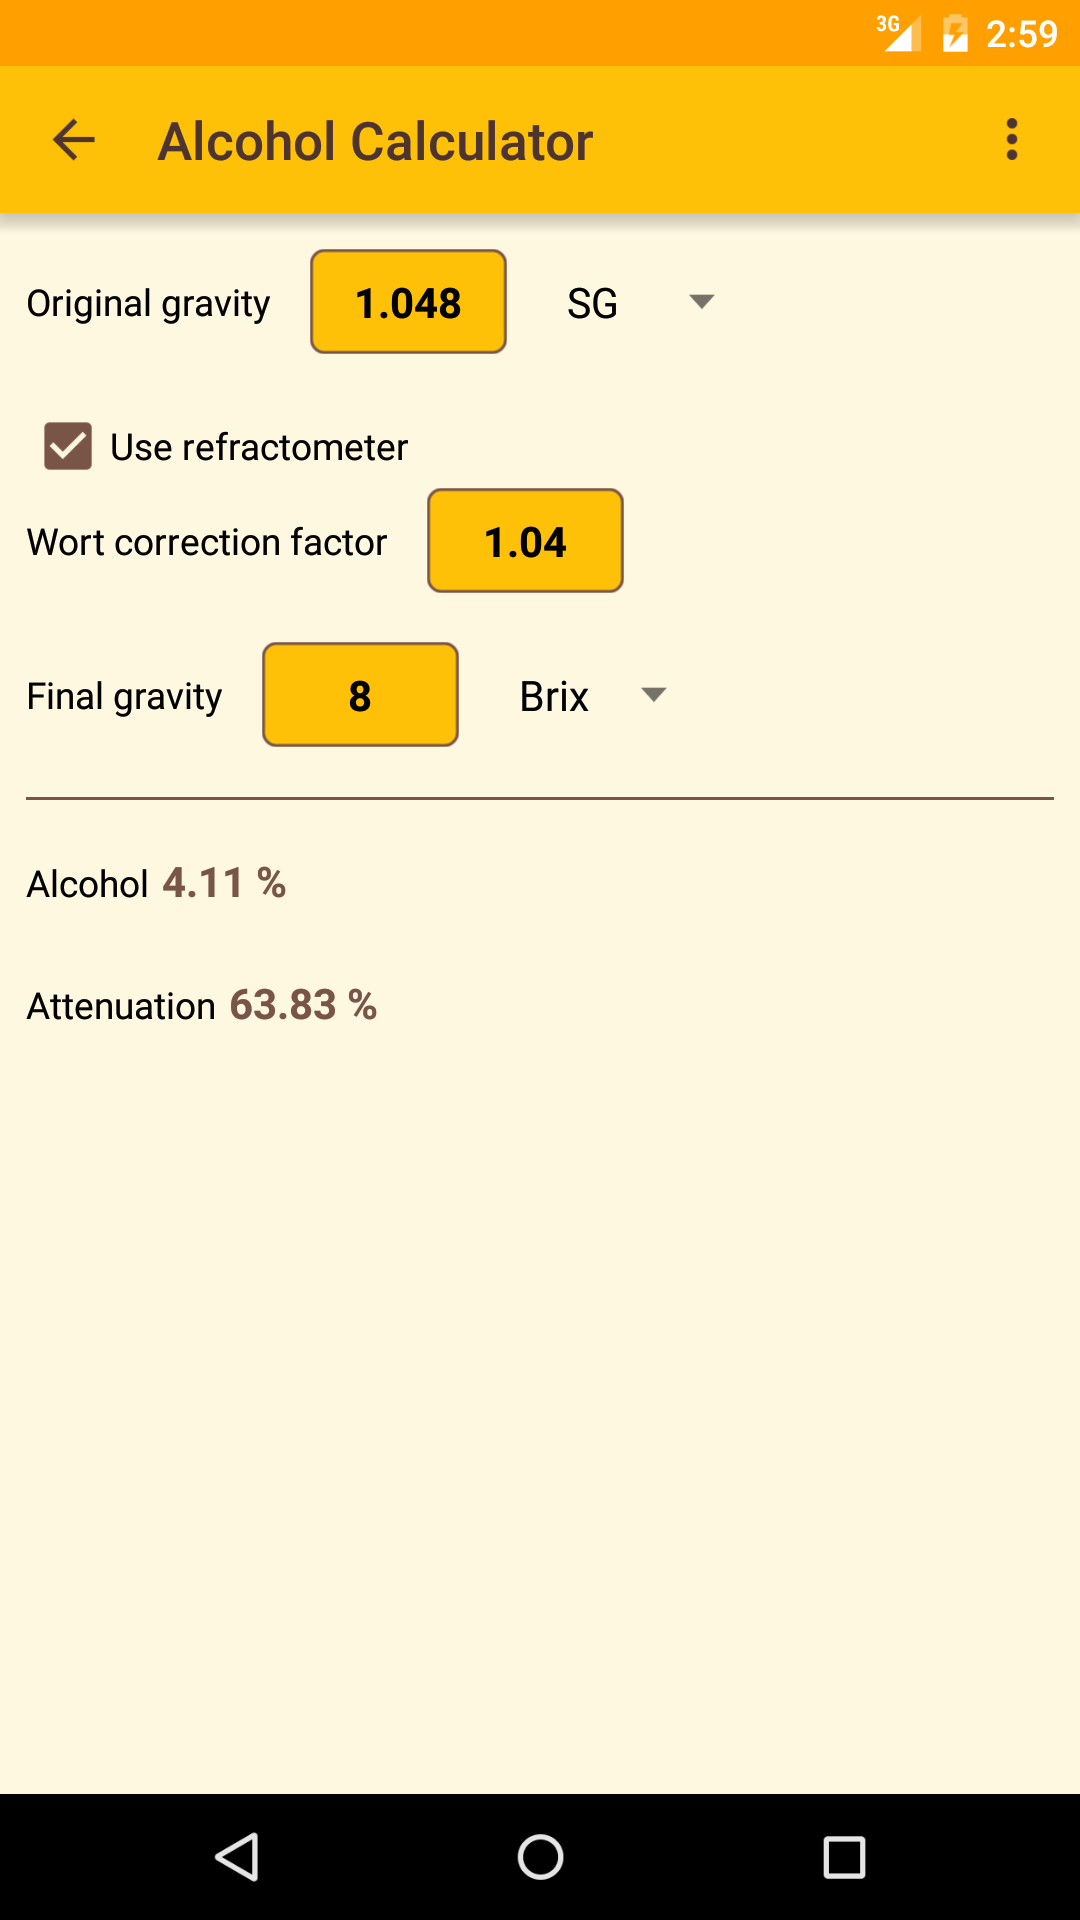 3G 2:59
Alcohol Calculator
Original gravity 1.048 SG
Use refractometer
Wort correction factor 1.04
Final gravity 8 Brix
Alcohol 4.11 %
Attenuation 63.83 %